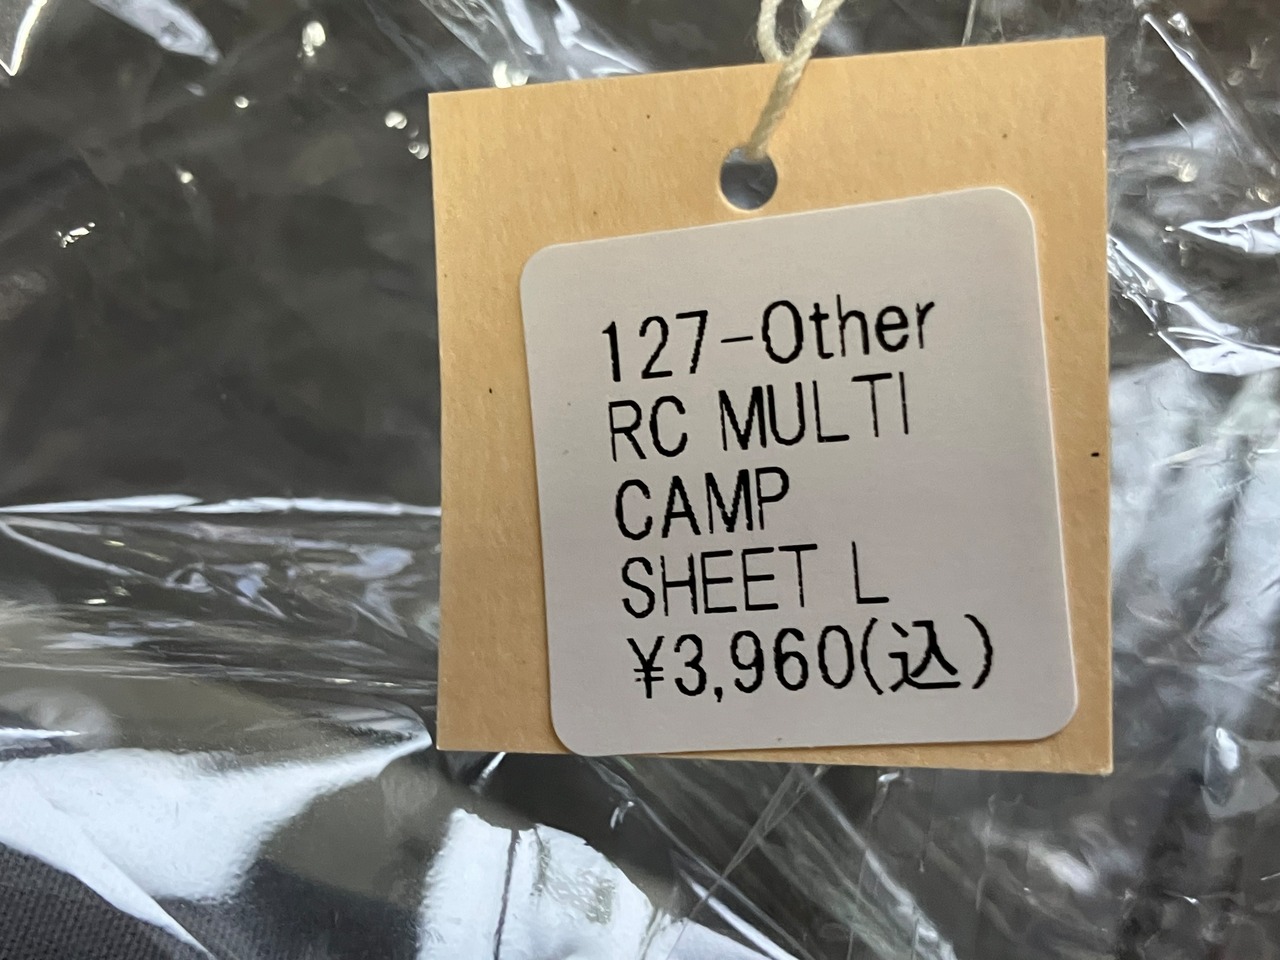 127-Other
RC MULTI
CAMP
SHEET L
¥3,960(込)